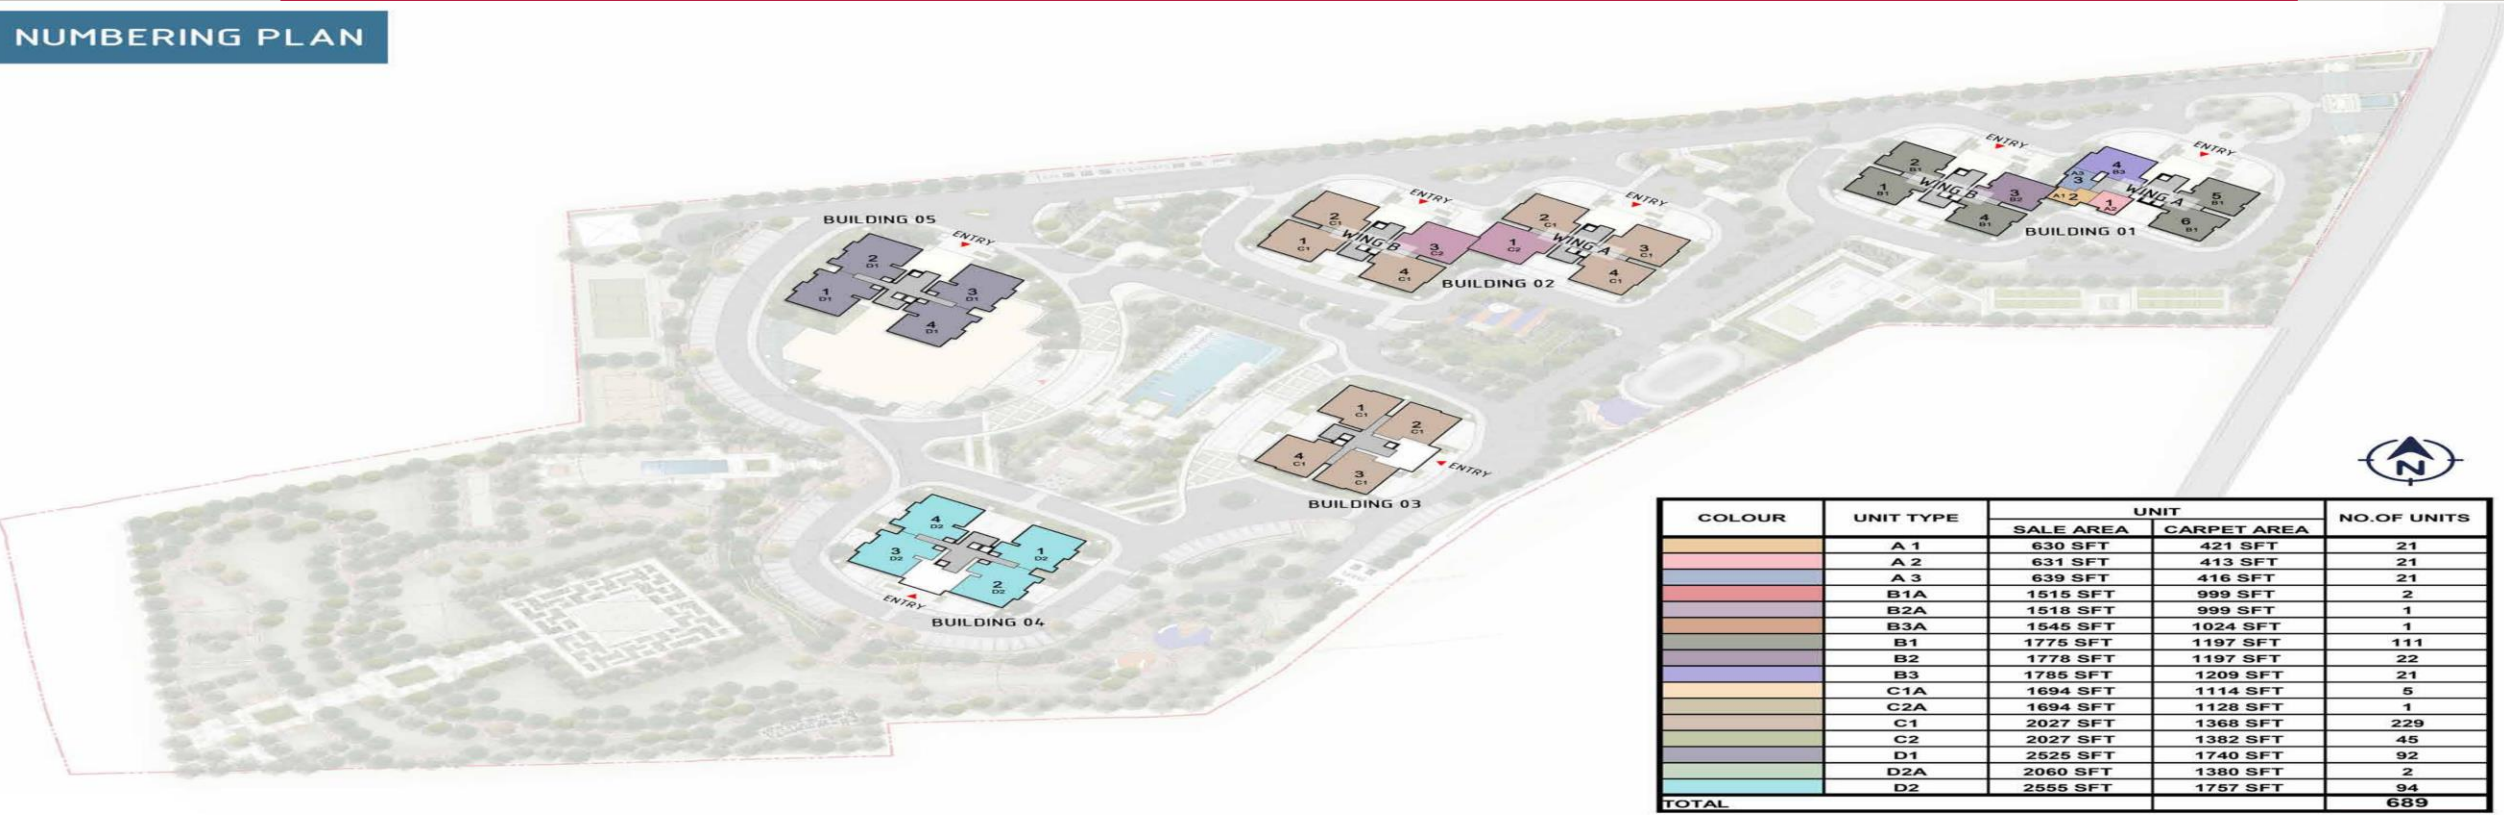 NUMBERING PLAN
BUILDING 05
ENTRY
2 D1
1 D1
3 D1
4 D1
ENTRY
ENTRY
2 C1
1 C1
WING B
3 C2
4 C1
2 C1
1 C2
WING A
3 C1
4 C1
BUILDING 02
ENTRY
ENTRY
2 B1
1 B1
WING B
3 B2
4 B1
4 B3
A3 3
A1 2
1 A2
WING A
5 B1
6 B1
BUILDING 01
1 C1
2 C1
4 C1
3 C1
ENTRY
BUILDING 03
4 D2
3 D2
1 D2
2 D2
ENTRY
BUILDING 04
N
COLOUR UNIT TYPE UNIT NO.OF UNITS
SALE AREA CARPET AREA
A 1 630 SFT 421 SFT 21
A 2 631 SFT 413 SFT 21
A 3 639 SFT 416 SFT 21
B1A 1515 SFT 999 SFT 2
B2A 1518 SFT 999 SFT 1
B3A 1545 SFT 1024 SFT 1
B1 1775 SFT 1197 SFT 111
B2 1778 SFT 1197 SFT 22
B3 1785 SFT 1209 SFT 21
C1A 1694 SFT 1114 SFT 5
C2A 1694 SFT 1128 SFT 1
C1 2027 SFT 1368 SFT 229
C2 2027 SFT 1382 SFT 45
D1 2525 SFT 1740 SFT 92
D2A 2060 SFT 1380 SFT 2
D2 2555 SFT 1757 SFT 94
TOTAL 689